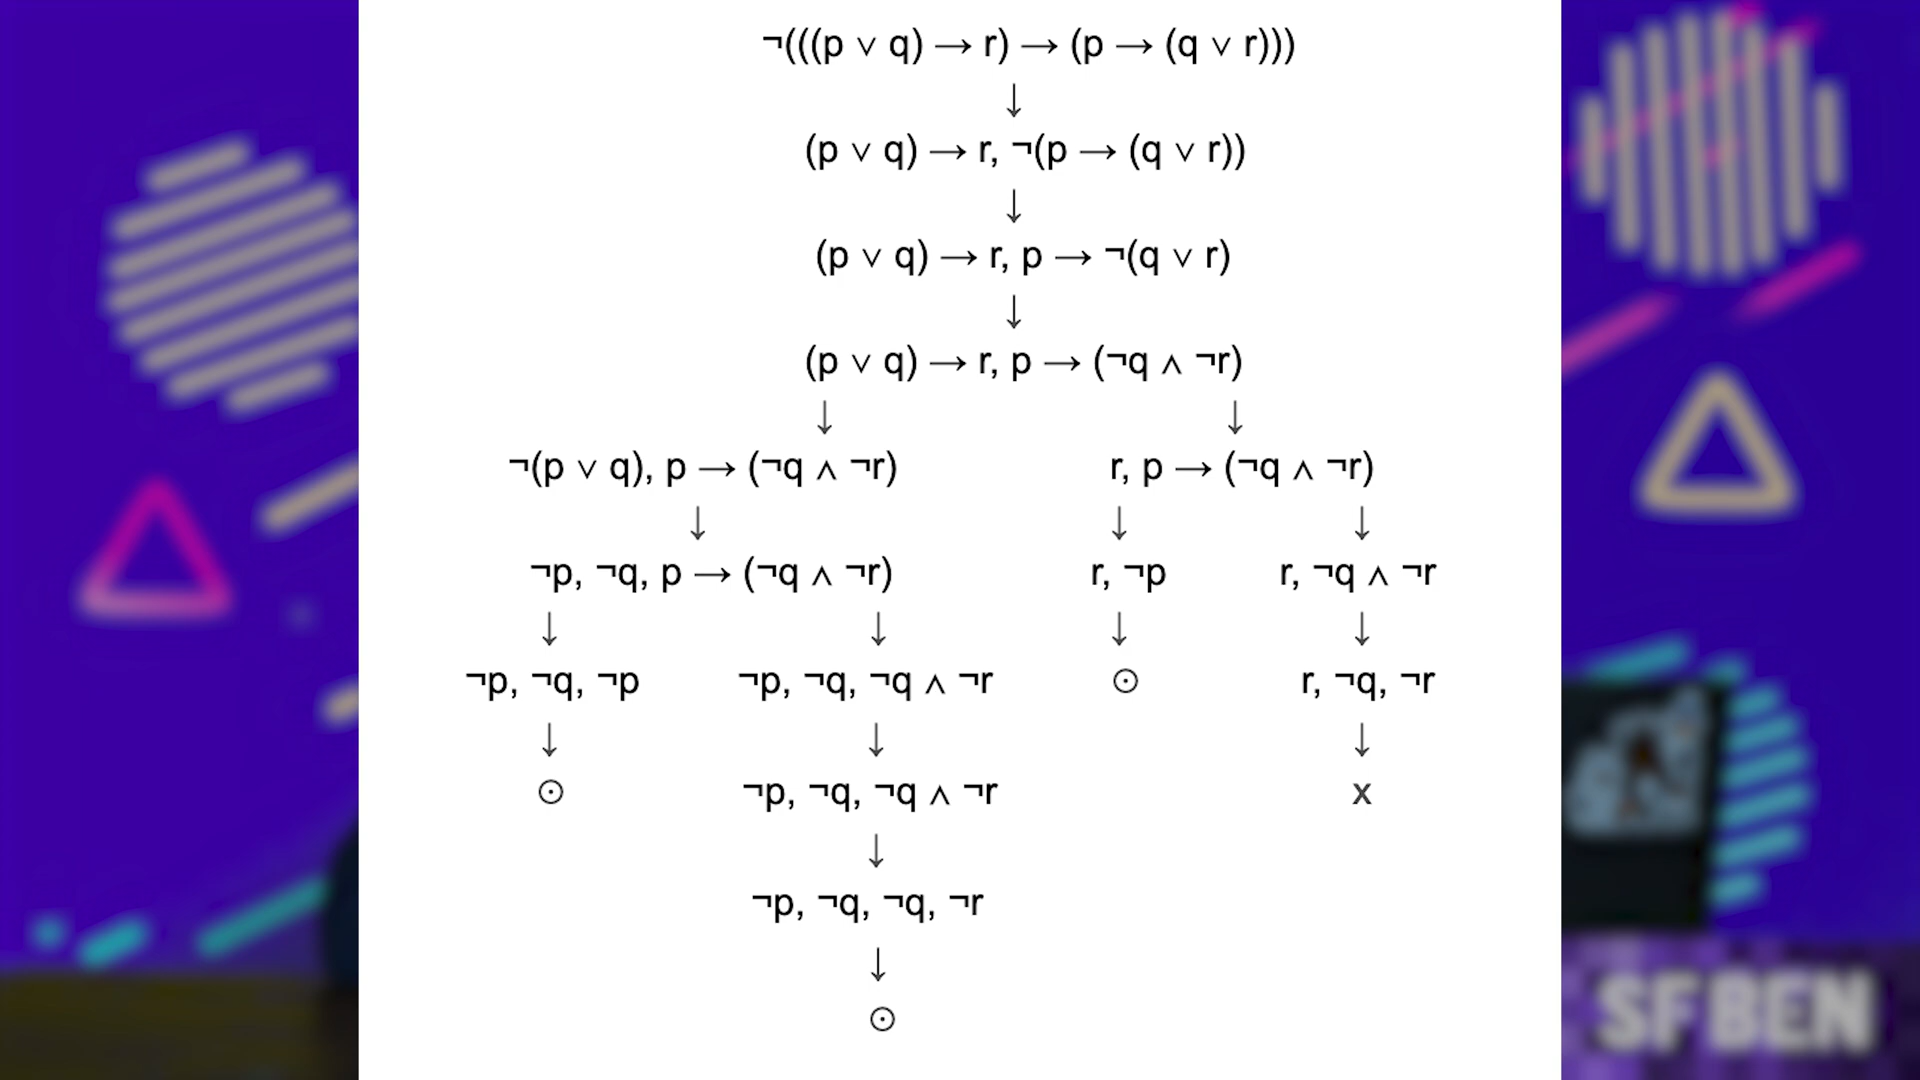 ¬(((p ∨ q) → r) → (p → (q ∨ r)))
↓
(p ∨ q) → r, ¬(p → (q ∨ r))
↓
(p ∨ q) → r, p → ¬(q ∨ r)
↓
(p ∨ q) → r, p → (¬q ∧ ¬r)
↓ ↓
¬(p ∨ q), p → (¬q ∧ ¬r) r, p → (¬q ∧ ¬r)
↓ ↓ ↓
¬p, ¬q, p → (¬q ∧ ¬r) r, ¬p r, ¬q ∧ ¬r
↓ ↓ ↓ ↓
¬p, ¬q, ¬p ¬p, ¬q, ¬q ∧ ¬r ⊙ r, ¬q, ¬r
↓ ↓ ↓
⊙ ¬p, ¬q, ¬q ∧ ¬r x
↓
¬p, ¬q, ¬q, ¬r
↓
⊙
SFBEN